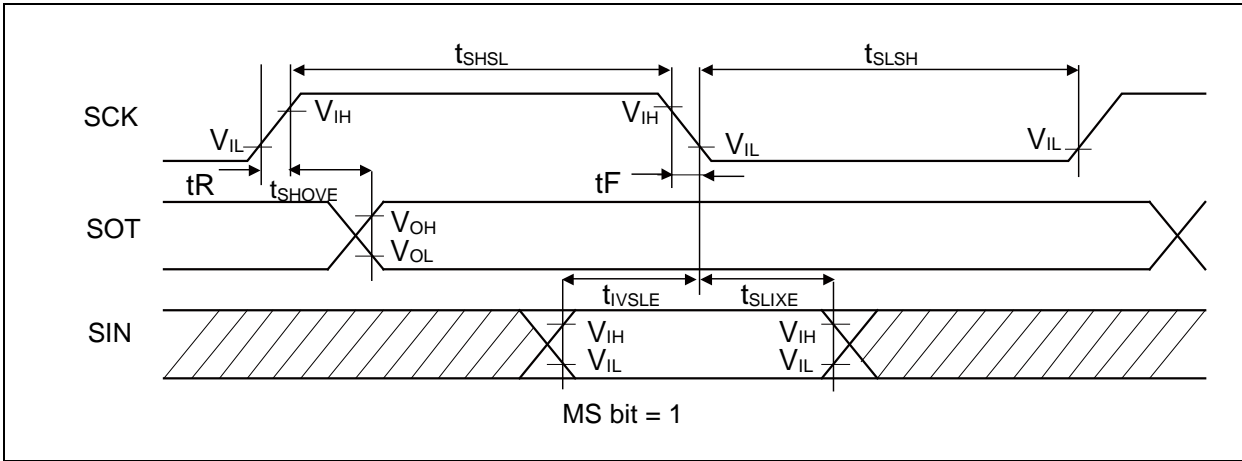 tSHSL tSLSH
SCK VIH VIH
VIL VIL VIL
tR tSHOVE tF
SOT VOH
VOL
tIVSLE tSLIXE
SIN VIH VIH
VIL VIL
MS bit = 1